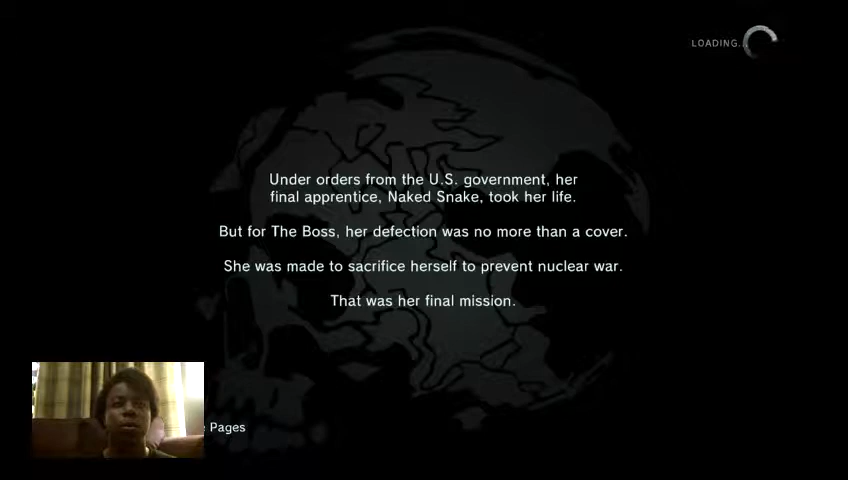 LOADING...
Under orders from the U.S. government, her
final apprentice, Naked Snake, took her life.
But for The Boss, her defection was no more than a cover.
She was made to sacrifice herself to prevent nuclear war.
That was her final mission.
Pages